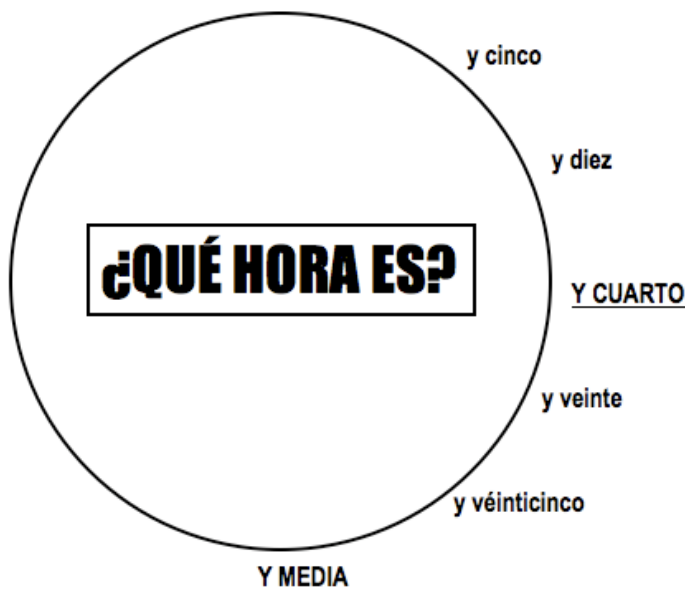 y cinco
y diez
¿QUÉ HORA ES?
Y CUARTO
y veinte
y véinticinco
Y MEDIA